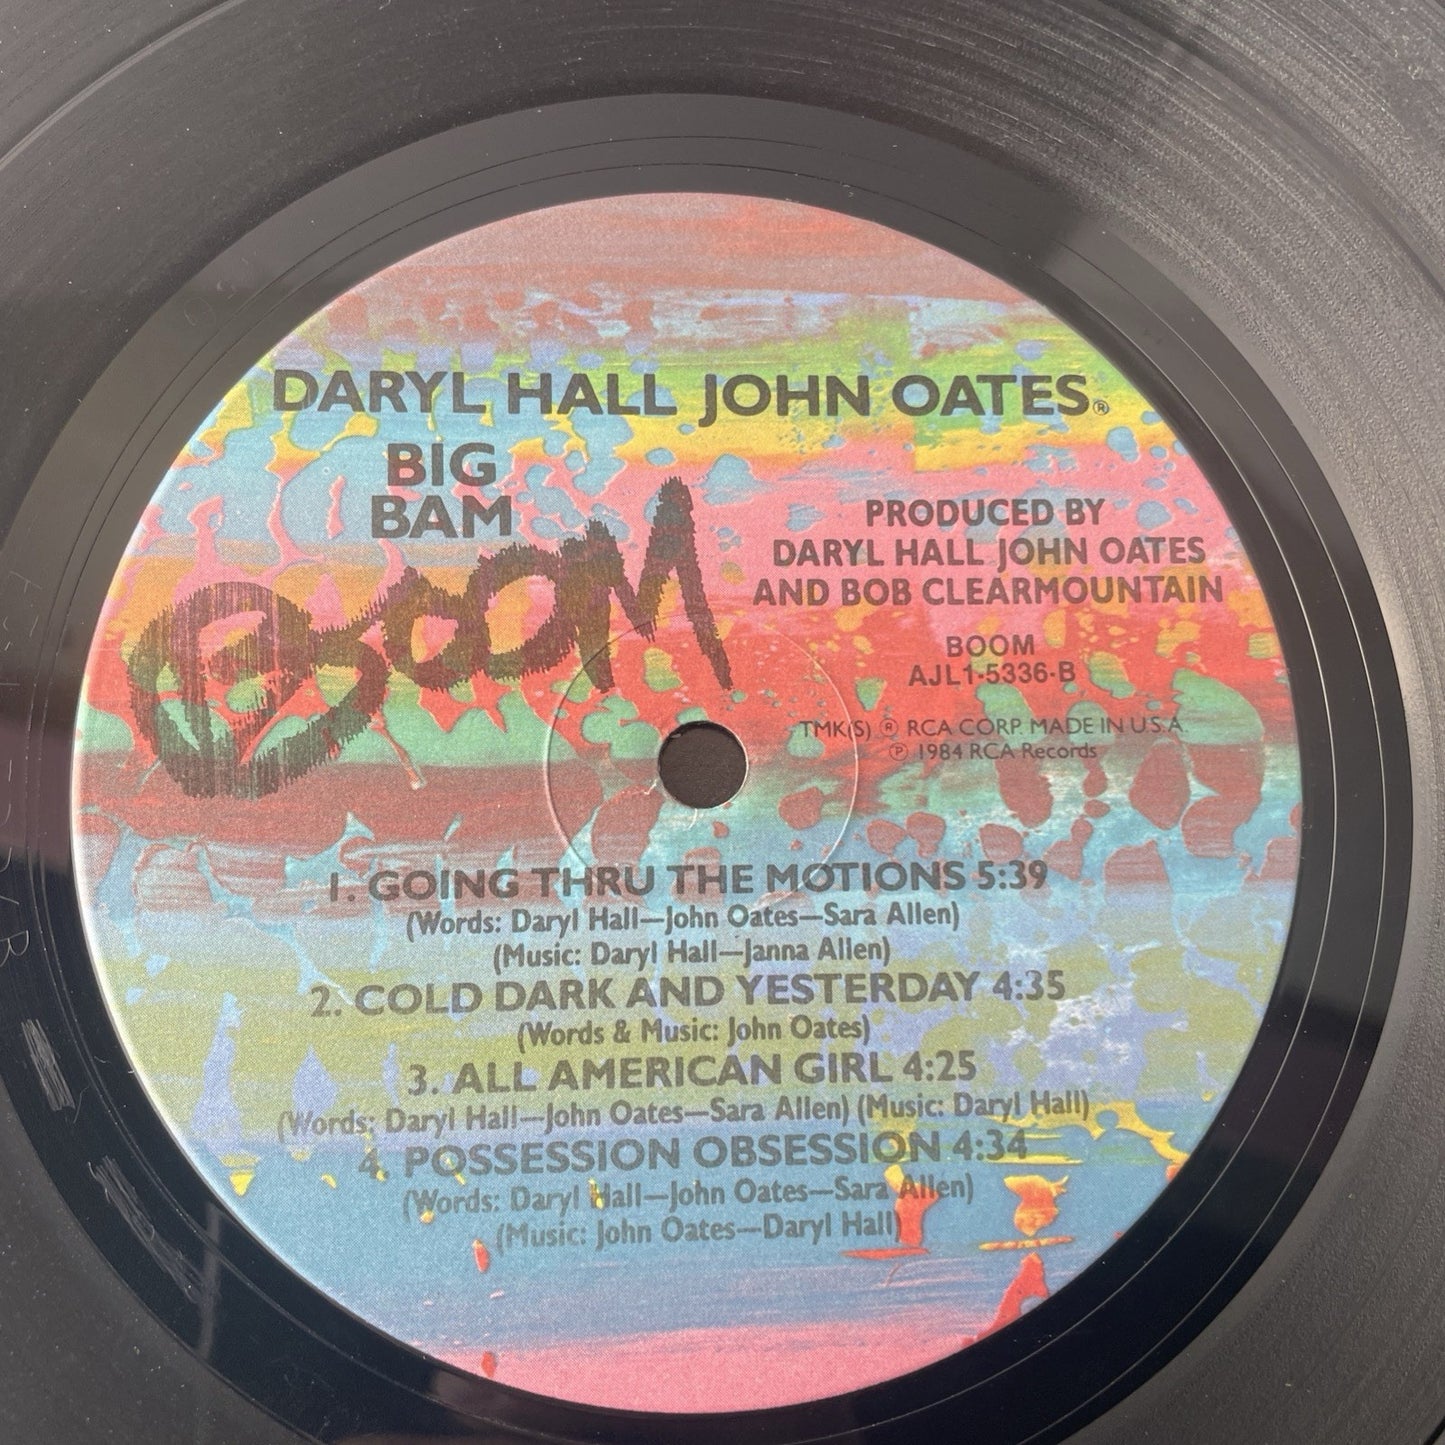 DARYL HALL JOHN OATES®
BIG
BAM
BOOM
PRODUCED BY
DARYL HALL JOHN OATES
AND BOB CLEARMOUNTAIN
BOOM
AJL1-5336-B
TMK(S) ® RCA CORP. MADE IN U.S.A.
℗ 1984 RCA Records
1. GOING THRU THE MOTIONS 5:39
(Words: Daryl Hall—John Oates—Sara Allen)
(Music: Daryl Hall—Janna Allen)
2. COLD DARK AND YESTERDAY 4:35
(Words & Music: John Oates)
3. ALL AMERICAN GIRL 4:25
(Words: Daryl Hall—John Oates—Sara Allen) (Music: Daryl Hall)
4. POSSESSION OBSESSION 4:34
(Words: Daryl Hall—John Oates—Sara Allen)
(Music: John Oates—Daryl Hall)